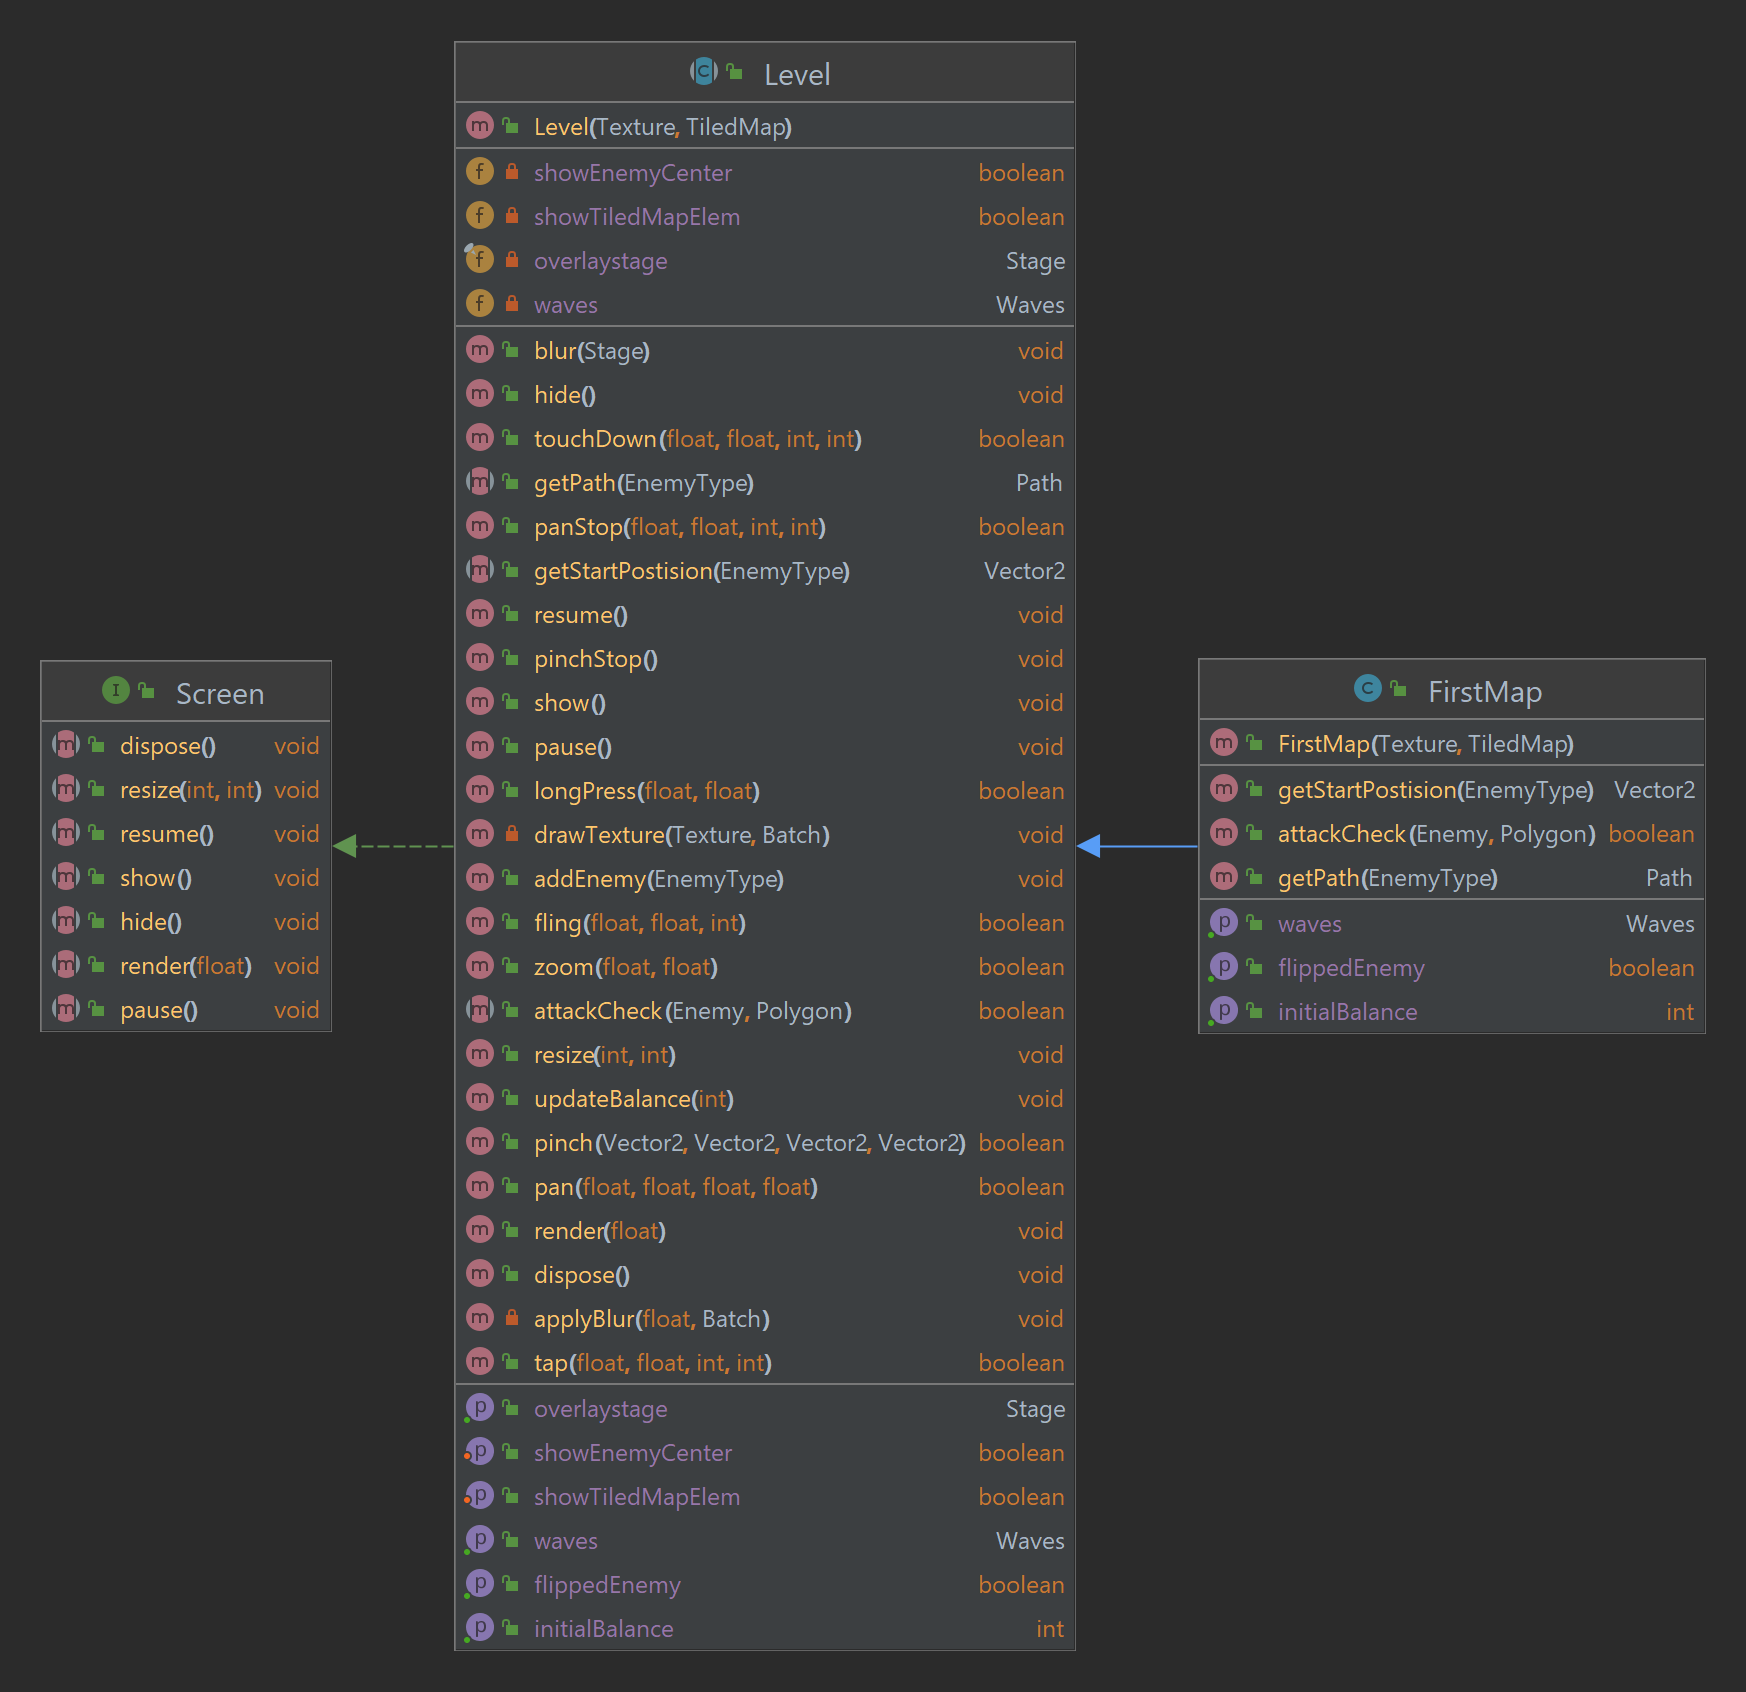 Level
Level(Texture, TiledMap)
showEnemyCenter boolean
showTiledMapElem boolean
overlaystage Stage
waves Waves
blur(Stage) void
hide() void
touchDown(float, float, int, int) boolean
getPath(EnemyType) Path
panStop(float, float, int, int) boolean
getStartPostision(EnemyType) Vector2
resume() void
pinchStop() void
show() void
pause() void
longPress(float, float) boolean
drawTexture(Texture, Batch) void
addEnemy(EnemyType) void
fling(float, float, int) boolean
zoom(float, float) boolean
attackCheck(Enemy, Polygon) boolean
resize(int, int) void
updateBalance(int) void
pinch(Vector2, Vector2, Vector2, Vector2) boolean
pan(float, float, float, float) boolean
render(float) void
dispose() void
applyBlur(float, Batch) void
tap(float, float, int, int) boolean
overlaystage Stage
showEnemyCenter boolean
showTiledMapElem boolean
waves Waves
flippedEnemy boolean
initialBalance int
Screen
dispose() void
resize(int, int) void
resume() void
show() void
hide() void
render(float) void
pause() void
FirstMap
FirstMap(Texture, TiledMap)
getStartPostision(EnemyType) Vector2
attackCheck(Enemy, Polygon) boolean
getPath(EnemyType) Path
waves Waves
flippedEnemy boolean
initialBalance int